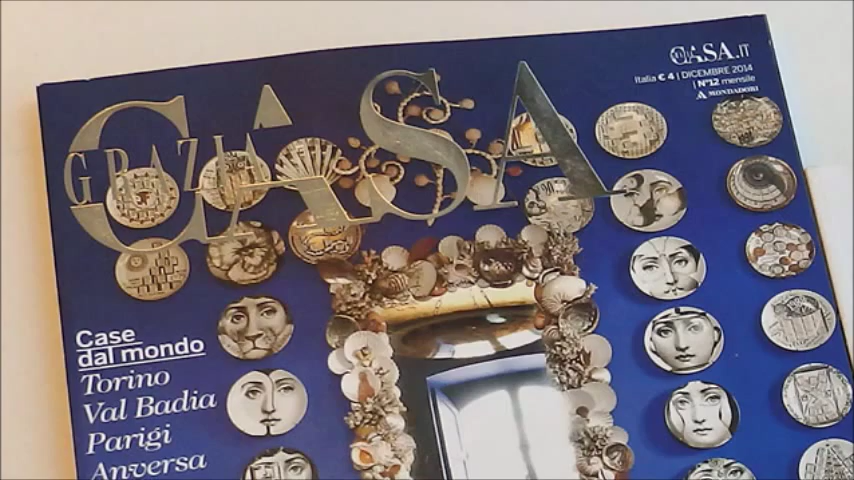 CASA
GRAZIA
CASA.IT
Italia € 4 | DICEMBRE 2014
| N°12 mensile
MONDADORI
Case
dal mondo
Torino
Val Badia
Parigi
Anversa